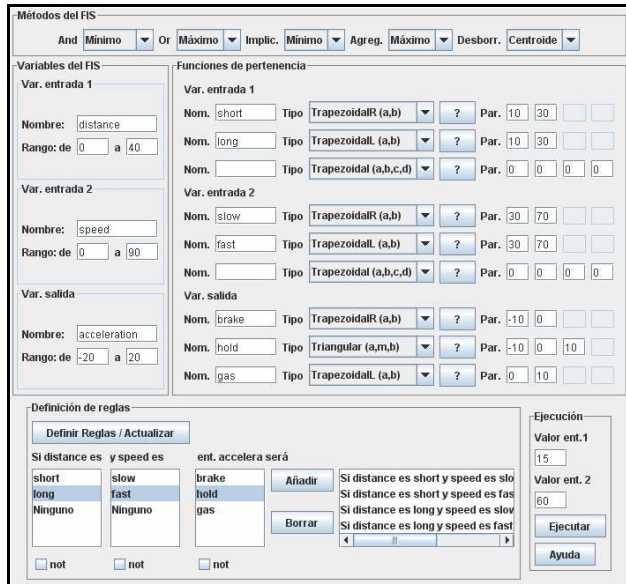 Métodos del FIS
And Mínimo Or Máximo Implic. Mínimo Agreg. Máximo Desborr. Centroide
Variables del FIS
Var. entrada 1
Nombre: distance
Rango: de 0 a 40
Var. entrada 2
Nombre: speed
Rango: de 0 a 90
Var. salida
Nombre: acceleration
Rango: de -20 a 20
Funciones de pertenencia
Var. entrada 1
Nom. short Tipo TrapezoidalR (a,b) ? Par. 10 30
Nom. long Tipo TrapezoidalL (a,b) ? Par. 10 30
Nom. Tipo Trapezoidal (a,b,c,d) ? Par. 0 0 0 0
Var. entrada 2
Nom. slow Tipo TrapezoidalR (a,b) ? Par. 30 70
Nom. fast Tipo TrapezoidalL (a,b) ? Par. 30 70
Nom. Tipo Trapezoidal (a,b,c,d) ? Par. 0 0 0 0
Var. salida
Nom. brake Tipo TrapezoidalR (a,b) ? Par. -10 0
Nom. hold Tipo Triangular (a,m,b) ? Par. -10 0 10
Nom. gas Tipo TrapezoidalL (a,b) ? Par. 0 10
Definición de reglas
Definir Reglas / Actualizar
Si distance es y speed es ent. accelera será
short slow brake
long fast hold
Ninguno Ninguno gas
not not not
Añadir
Borrar
Si distance es short y speed es slo
Si distance es short y speed es fas
Si distance es long y speed es slow
Si distance es long y speed es fast
Ejecución
Valor ent.1
15
Valor ent. 2
60
Ejecutar
Ayuda